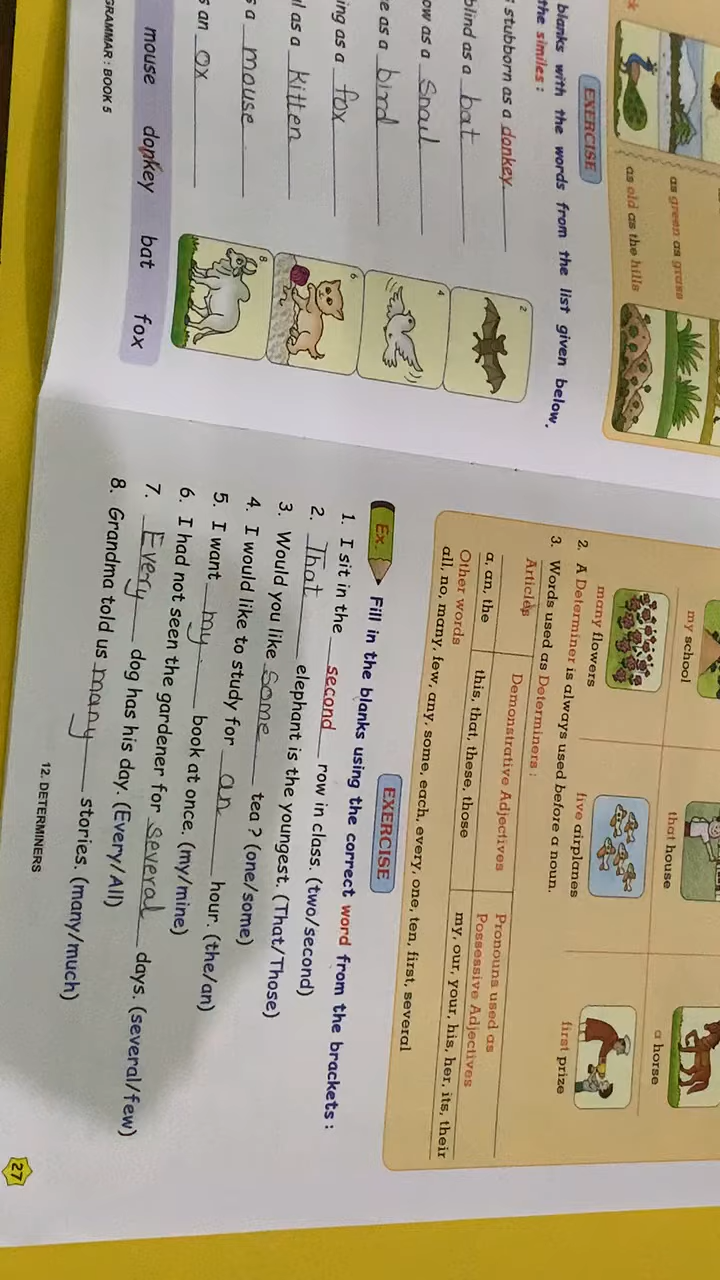 as green as grass
as old as the hills
EXERCISE
blanks with the words from the list given below.
the similes :
stubborn as a donkey
blind as a bat
ow as a Snail
e as a bird
ing as a fox
as a kitten
s a mouse
s an ox
2
4
6
8
mouse donkey bat fox
GRAMMAR : BOOK 5
my school that house a horse
many flowers five airplanes first prize
2. A Determiner is always used before a noun.
3. Words used as Determiners :
Articles Demonstrative Adjectives Pronouns used as
Possessive Adjectives
a, an, the this, that, these, those my, our, your, his, her, its, their
Other words
all, no, many, few, any, some, each, every, one, ten, first, several
EXERCISE
Ex. Fill in the blanks using the correct word from the brackets :
1. I sit in the second row in class. (two/second)
2. That elephant is the youngest. (That/Those)
3. Would you like Some tea ? (one/some)
4. I would like to study for an hour. (the/an)
5. I want my book at once. (my/mine)
6. I had not seen the gardener for several days. (several/few)
7. Every dog has his day. (Every/All)
8. Grandma told us many stories. (many/much)
12. DETERMINERS
27